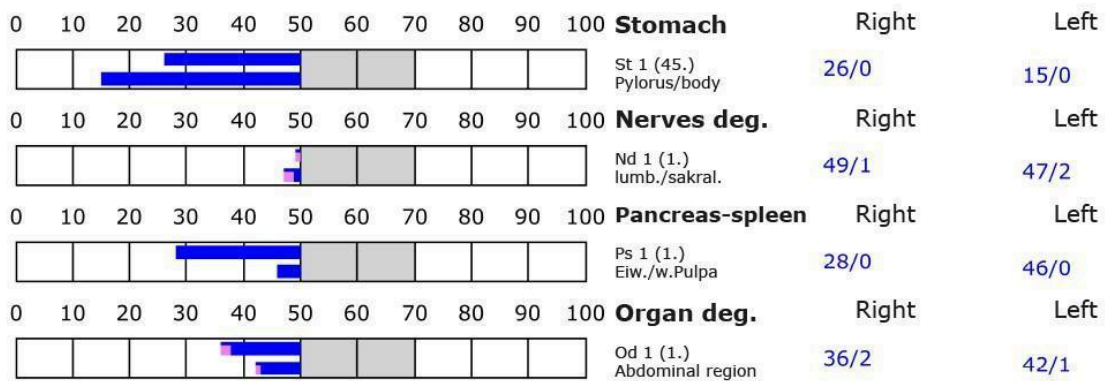 0 10 20 30 40 50 60 70 80 90 100 Stomach Right Left
St 1 (45.) 26/0 15/0
Pylorus/body
0 10 20 30 40 50 60 70 80 90 100 Nerves deg. Right Left
Nd 1 (1.) 49/1 47/2
lumb./sakral.
0 10 20 30 40 50 60 70 80 90 100 Pancreas-spleen Right Left
Ps 1 (1.) 28/0 46/0
Eiw./w.Pulpa
0 10 20 30 40 50 60 70 80 90 100 Organ deg. Right Left
Od 1 (1.) 36/2 42/1
Abdominal region